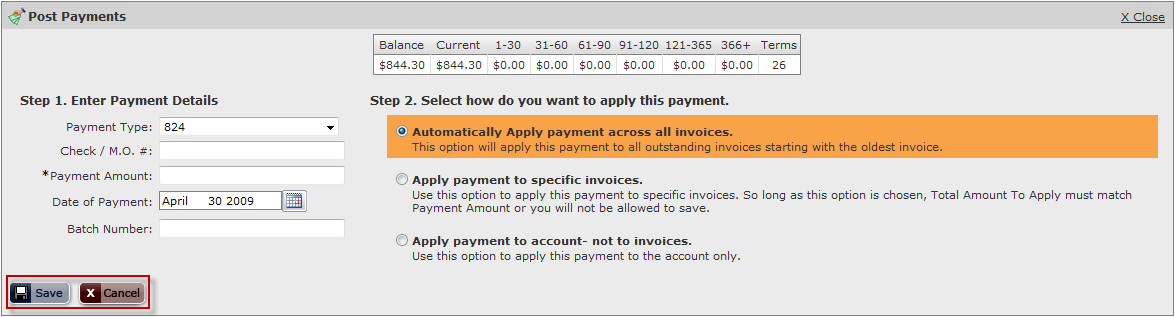 Post Payments X Close
Balance Current 1-30 31-60 61-90 91-120 121-365 366+ Terms
$844.30 $844.30 $0.00 $0.00 $0.00 $0.00 $0.00 $0.00 26
Step 1. Enter Payment Details
Payment Type: 824
Check / M.O. #:
*Payment Amount:
Date of Payment: April 30 2009
Batch Number:
Step 2. Select how do you want to apply this payment.
Automatically Apply payment across all invoices.
This option will apply this payment to all outstanding invoices starting with the oldest invoice.
Apply payment to specific invoices.
Use this option to apply this payment to specific invoices. So long as this option is chosen, Total Amount To Apply must match
Payment Amount or you will not be allowed to save.
Apply payment to account- not to invoices.
Use this option to apply this payment to the account only.
Save X Cancel